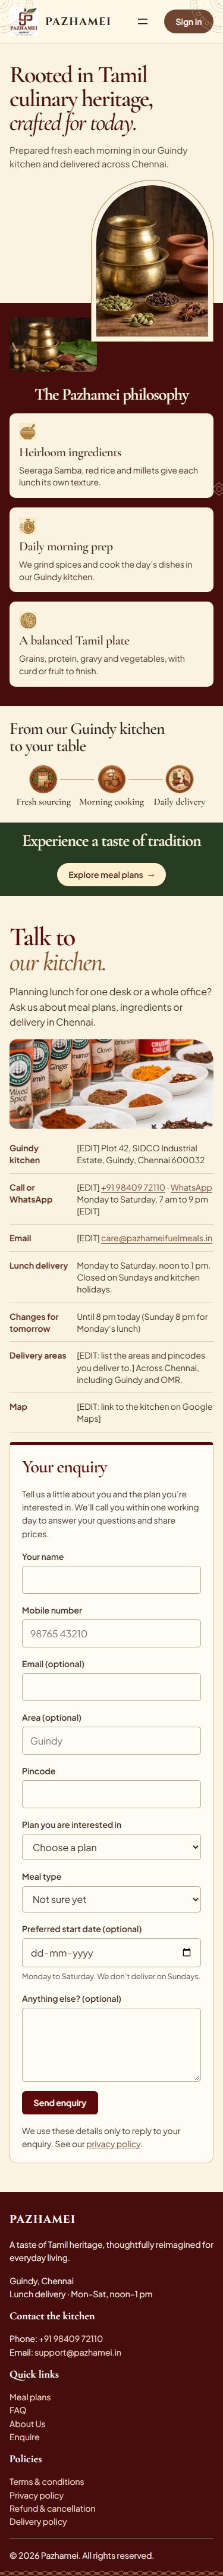 PAZHAMEI
PAZHAMEI
Sign in
Rooted in Tamil
culinary heritage,
crafted for today.
Prepared fresh each morning in our Guindy
kitchen and delivered across Chennai.
The Pazhamei philosophy
Heirloom ingredients
Seeraga Samba, red rice and millets give each
lunch its own texture.
Daily morning prep
We grind spices and cook the day’s dishes in
our Guindy kitchen.
A balanced Tamil plate
Grains, protein, gravy and vegetables, with
curd or fruit to finish.
From our Guindy kitchen
to your table
Fresh sourcing
Morning cooking
Daily delivery
Experience a taste of tradition
Explore meal plans →
Talk to
our kitchen.
Planning lunch for one desk or a whole office?
Ask us about meal plans, ingredients or
delivery in Chennai.
Guindy
kitchen
[EDIT] Plot 42, SIDCO Industrial
Estate, Guindy, Chennai 600032
Call or
WhatsApp
[EDIT] +91 98409 72110 · WhatsApp
Monday to Saturday, 7 am to 9 pm
[EDIT]
Email
[EDIT] care@pazhameifuelmeals.in
Lunch delivery
Monday to Saturday, noon to 1 pm.
Closed on Sundays and kitchen
holidays.
Changes for
tomorrow
Until 8 pm today (Sunday 8 pm for
Monday’s lunch)
Delivery areas
[EDIT: list the areas and pincodes
you deliver to.] Across Chennai,
including Guindy and OMR.
Map
[EDIT: link to the kitchen on Google
Maps]
Your enquiry
Tell us a little about you and the plan you’re
interested in. We’ll call you within one working
day to answer your questions and share
prices.
Your name
Mobile number
98765 43210
Email (optional)
Area (optional)
Guindy
Pincode
Plan you are interested in
Choose a plan
Meal type
Not sure yet
Preferred start date (optional)
dd-mm-yyyy
Monday to Saturday. We don’t deliver on Sundays.
Anything else? (optional)
Send enquiry
We use these details only to reply to your
enquiry. See our privacy policy.
PAZHAMEI
A taste of Tamil heritage, thoughtfully reimagined for
everyday living.
Guindy, Chennai
Lunch delivery · Mon–Sat, noon–1 pm
Contact the kitchen
Phone: +91 98409 72110
Email: support@pazhamei.in
Quick links
Meal plans
FAQ
About Us
Enquire
Policies
Terms & conditions
Privacy policy
Refund & cancellation
Delivery policy
© 2026 Pazhamei. All rights reserved.